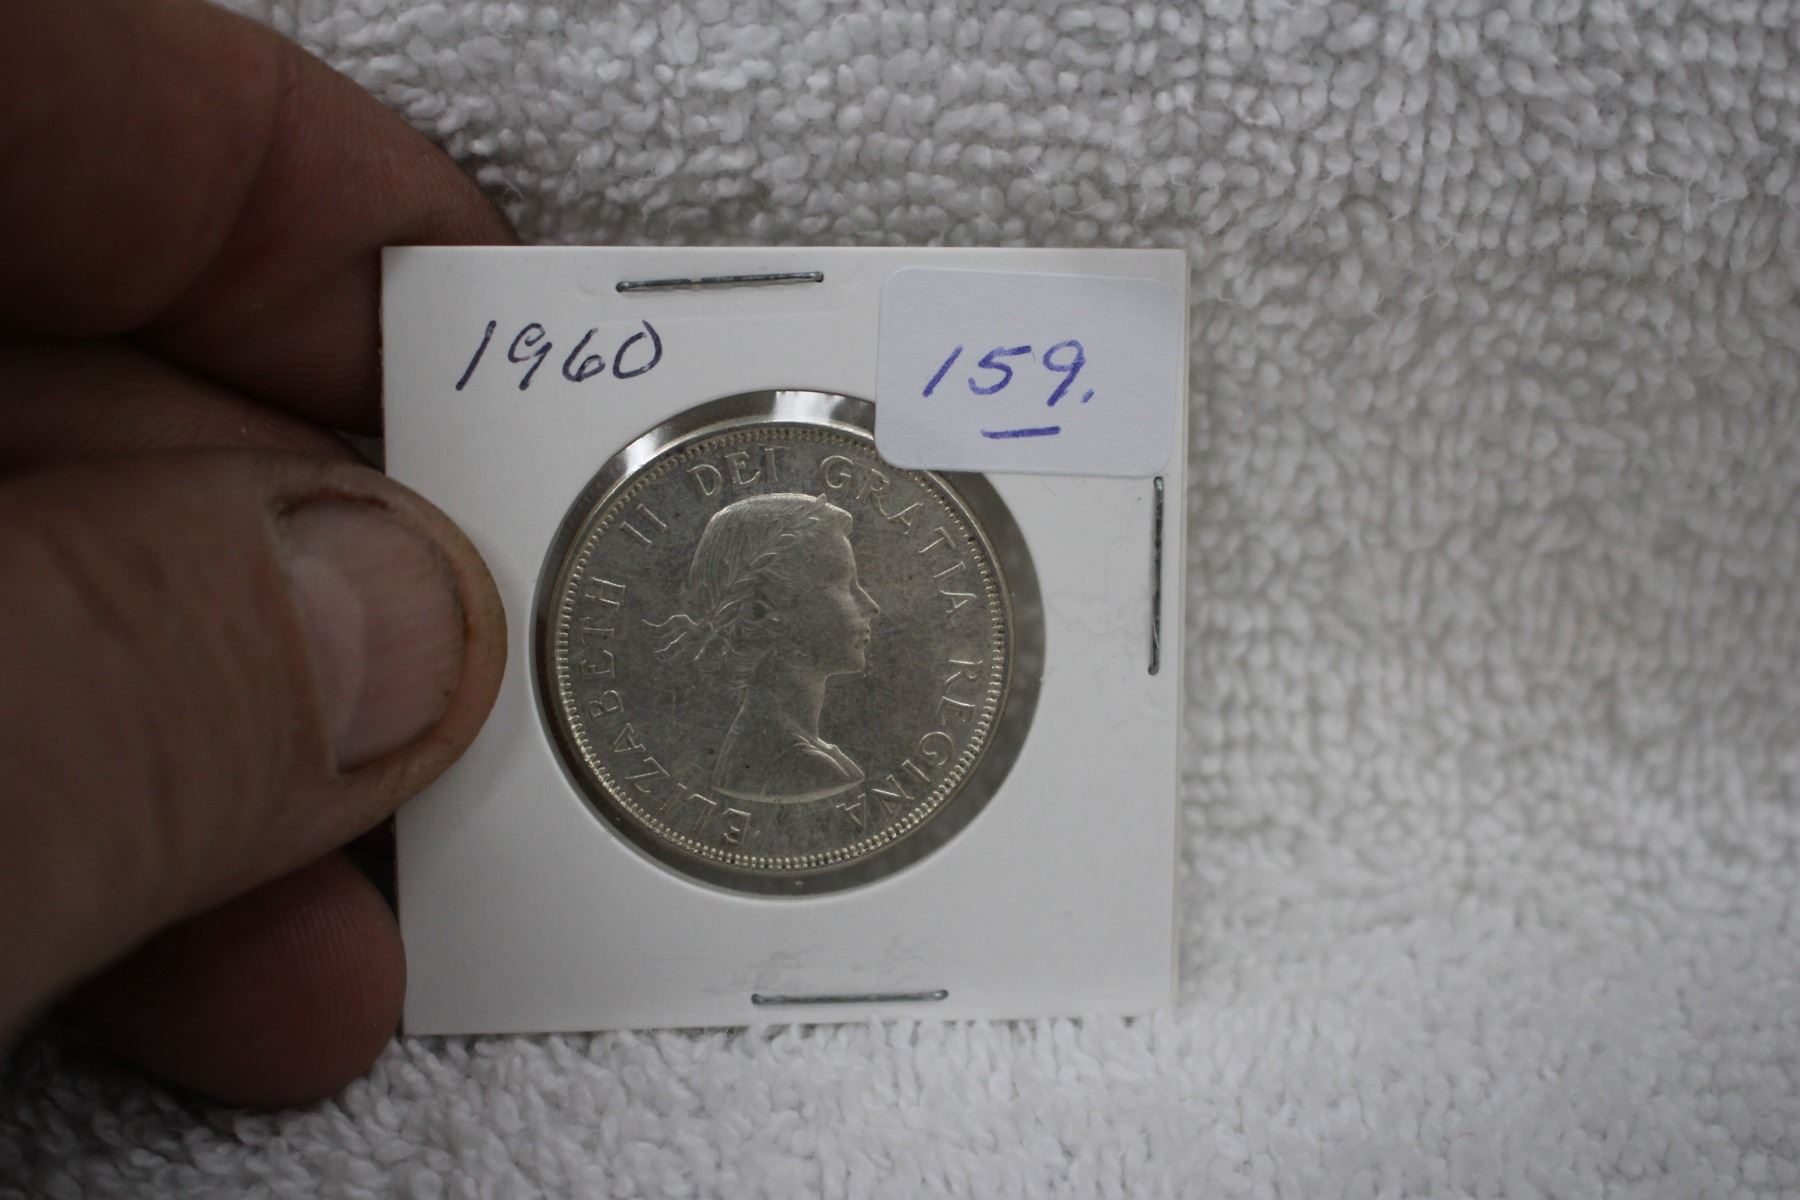 1960
159.
ELIZABETH II DEI GRATIA REGINA